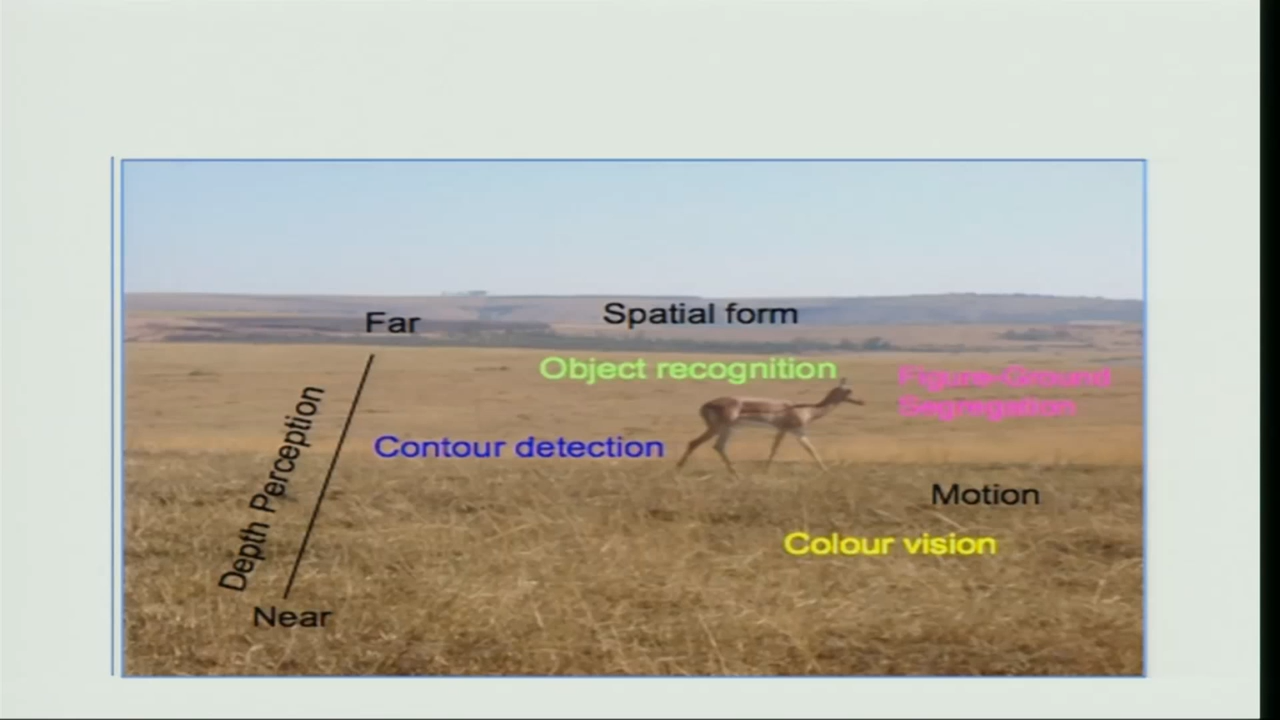 Far
Spatial form
Object recognition
Figure-Ground
Segregation
Contour detection
Depth Perception
Motion
Colour vision
Near